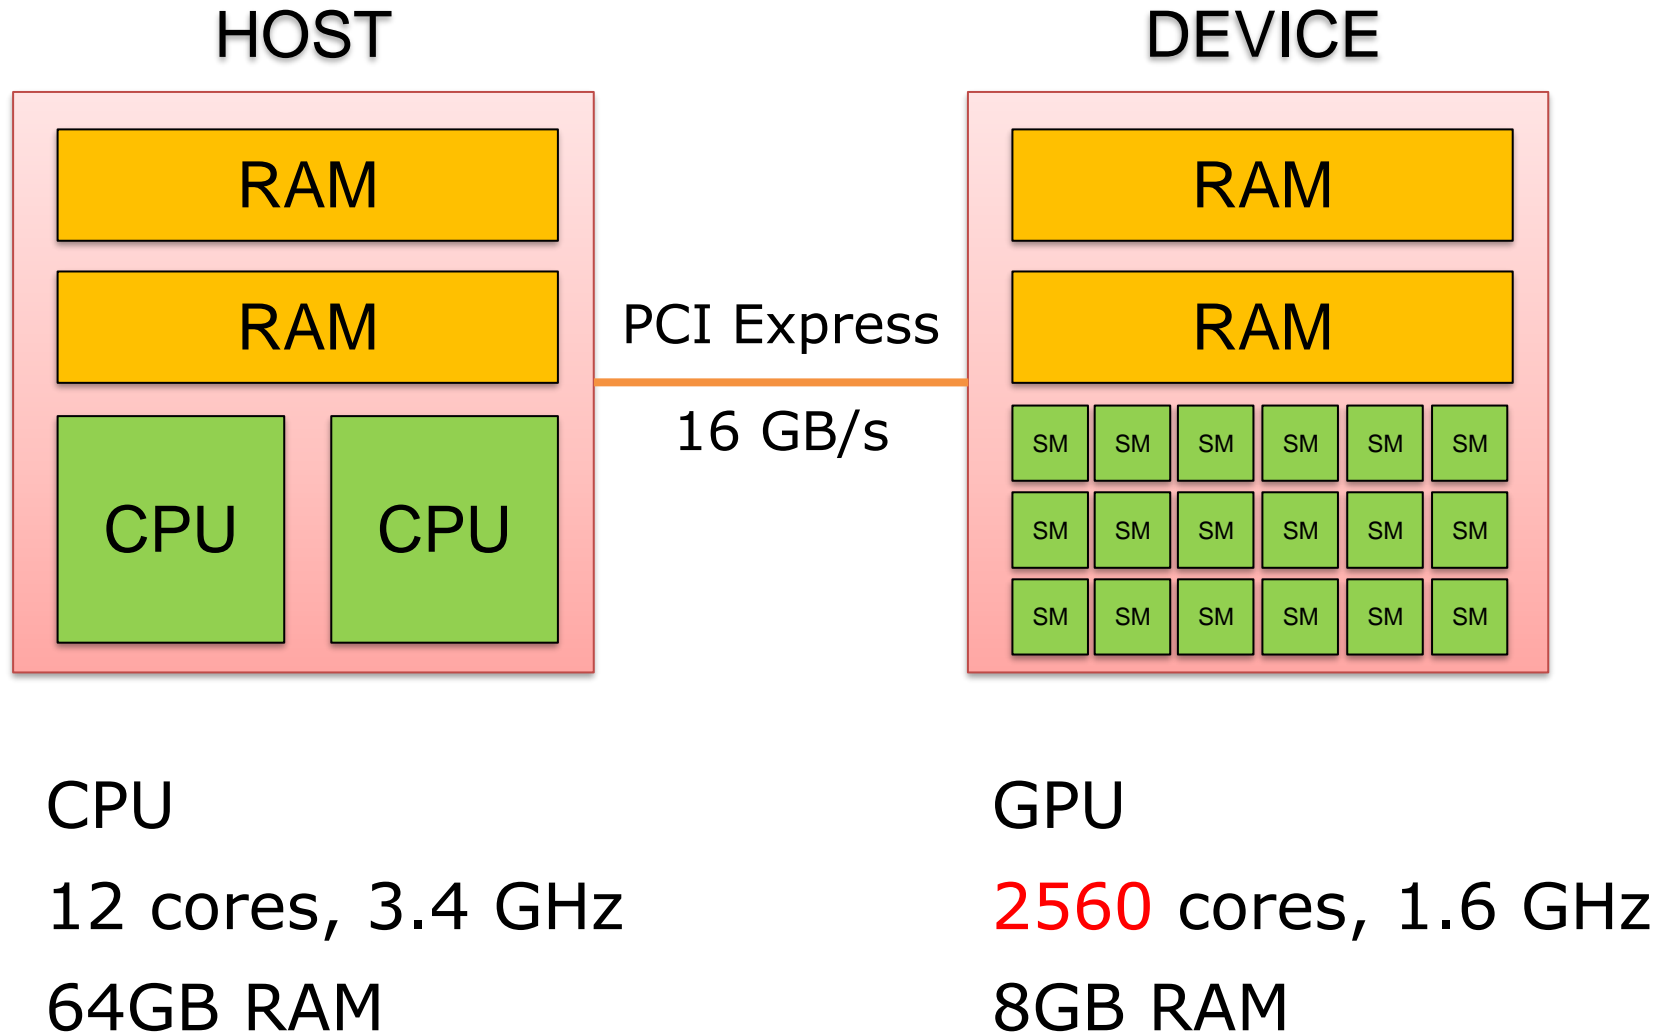 HOST
DEVICE
RAM
RAM
CPU CPU
PCI Express
16 GB/s
RAM
RAM
SM SM SM SM SM SM
SM SM SM SM SM SM
SM SM SM SM SM SM
CPU
12 cores, 3.4 GHz
64GB RAM
GPU
2560 cores, 1.6 GHz
8GB RAM